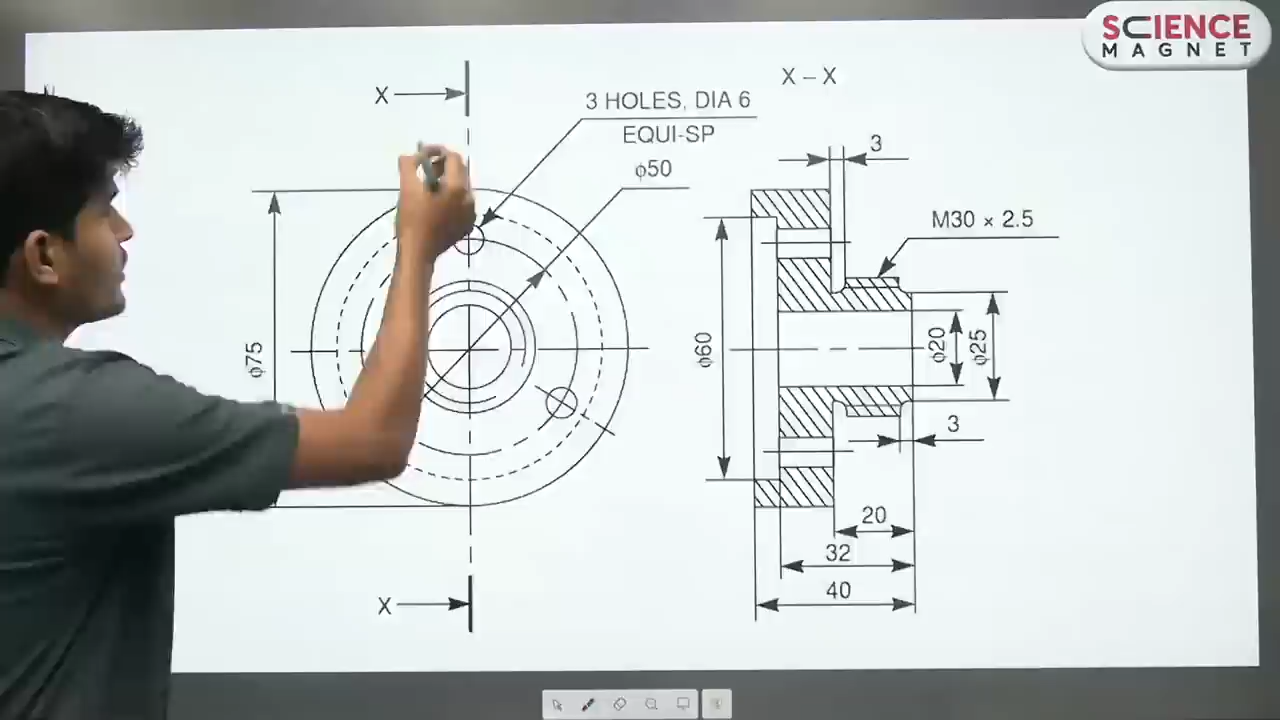 SCIENCE
MAGNET
X – X
X
3 HOLES, DIA 6
EQUI-SP
ϕ50
3
M30 × 2.5
ϕ75
ϕ60
ϕ20
ϕ25
3
20
32
40
X